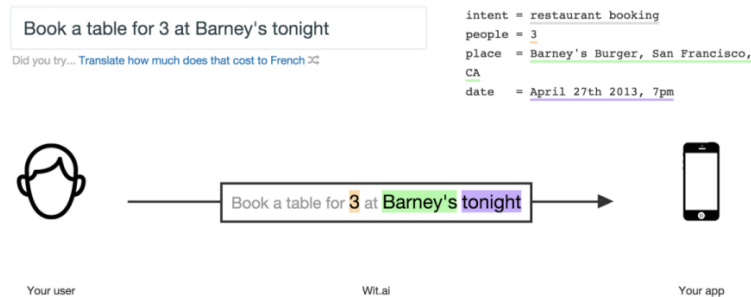 Book a table for 3 at Barney's tonight
Did you try... Translate how much does that cost to French
intent = restaurant booking
people = 3
place = Barney's Burger, San Francisco,
CA
date = April 27th 2013, 7pm
Book a table for 3 at Barney's tonight
Your user
Wit.ai
Your app